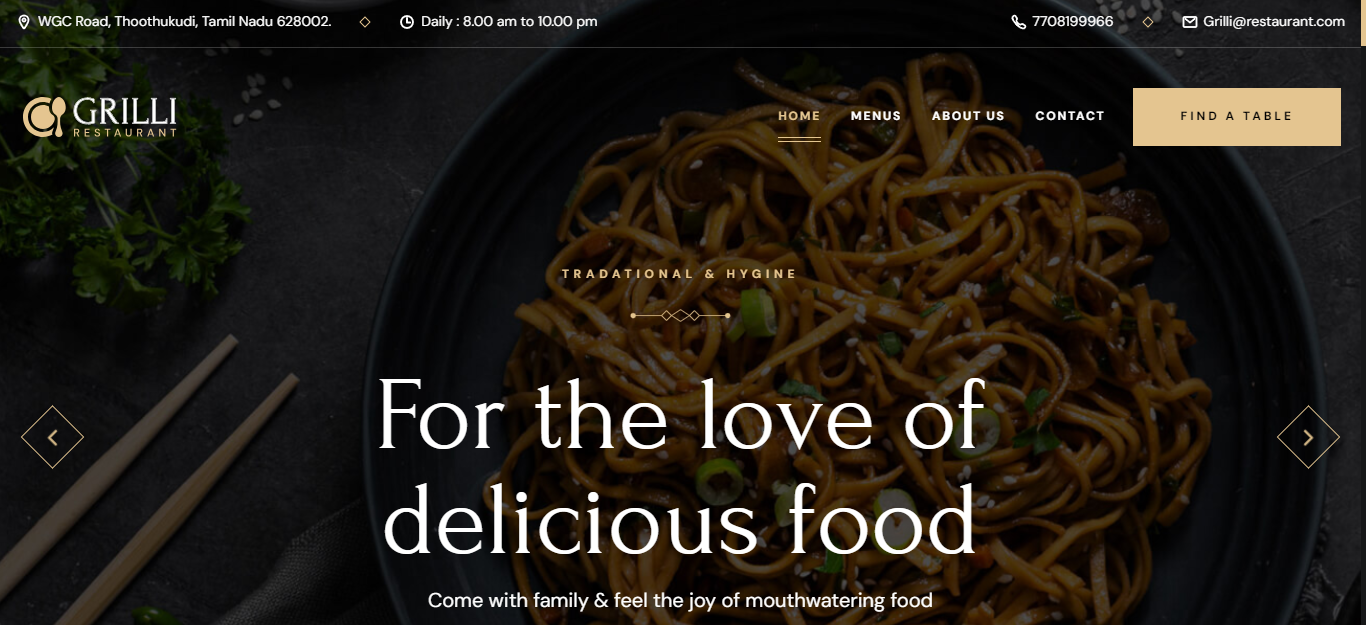 WGC Road, Thoothukudi, Tamil Nadu 628002.
Daily : 8.00 am to 10.00 pm
7708199966
Grilli@restaurant.com
GRILLI
RESTAURANT
HOME
MENUS
ABOUT US
CONTACT
FIND A TABLE
TRADATIONAL & HYGINE
For the love of
delicious food
Come with family & feel the joy of mouthwatering food